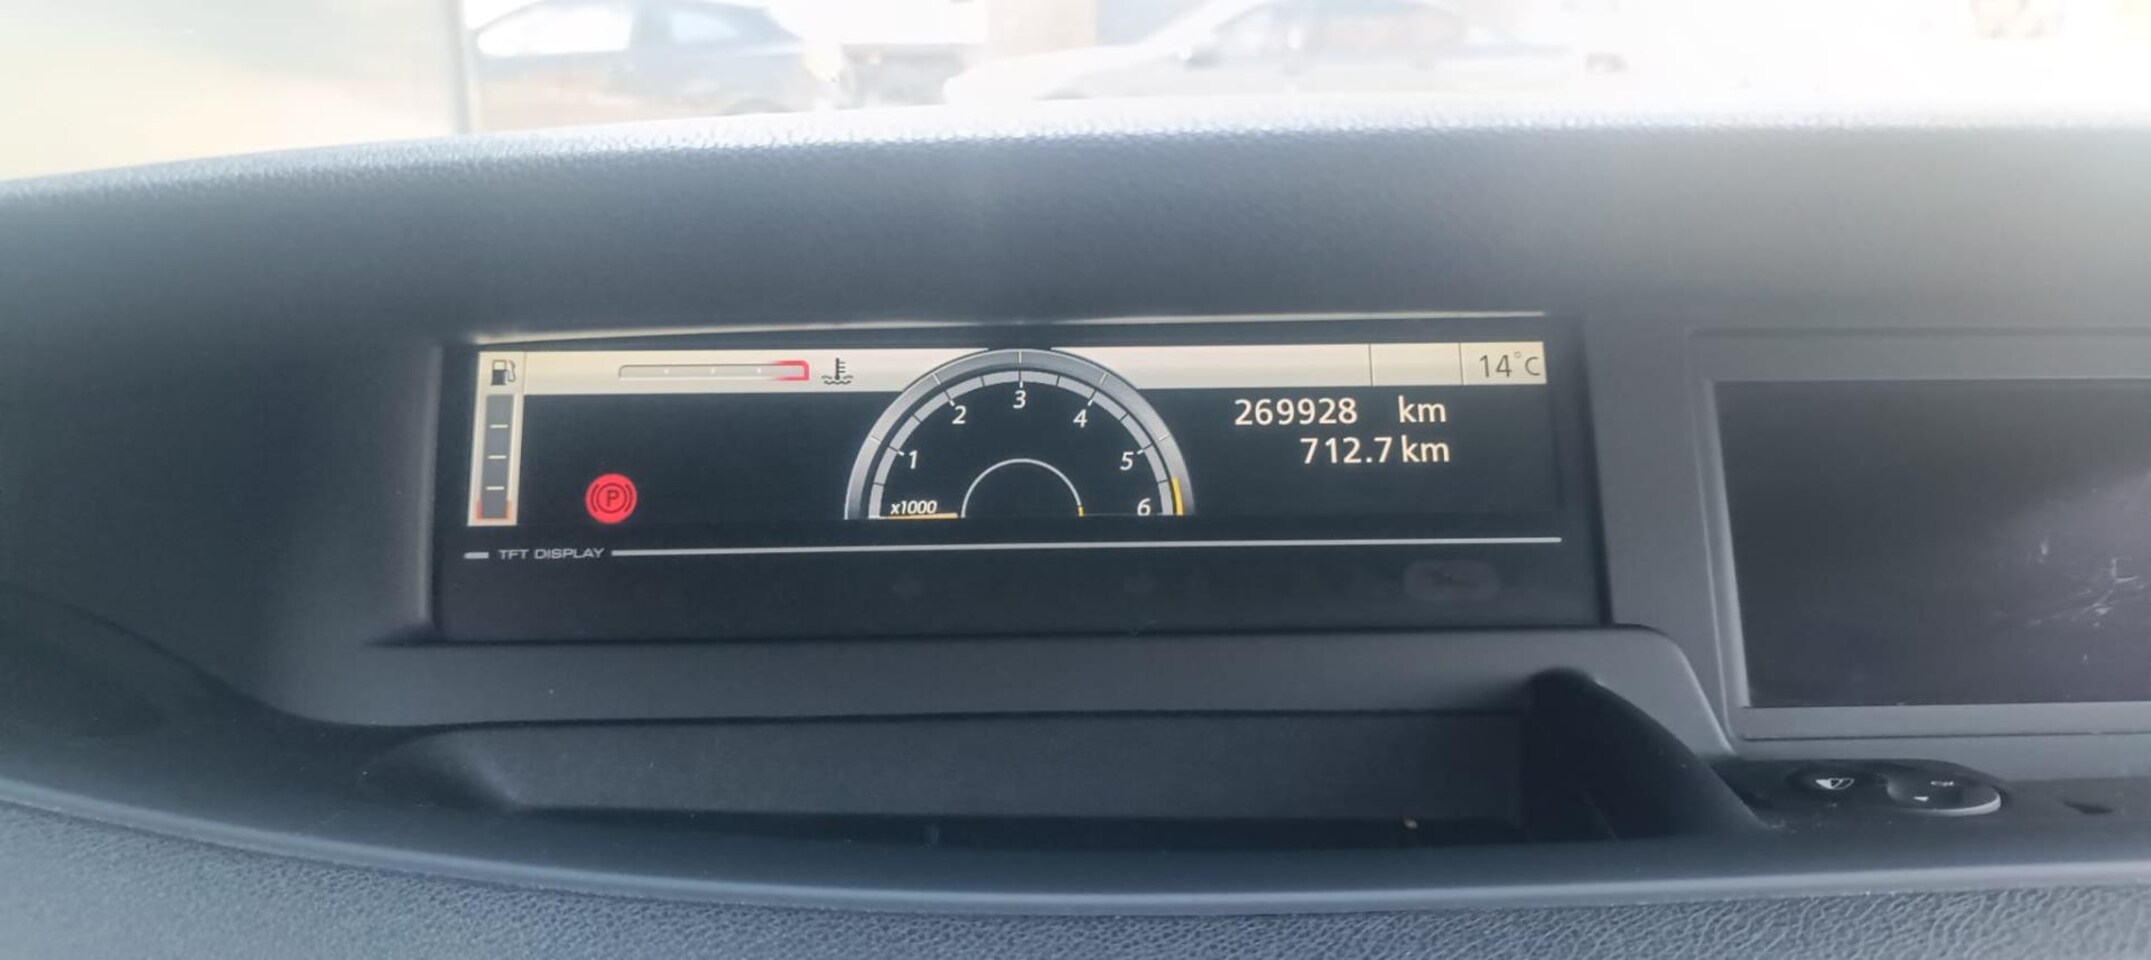 14°C
269928 km
712.7 km
1 2 3 4 5 6
x1000
P
TFT DISPLAY